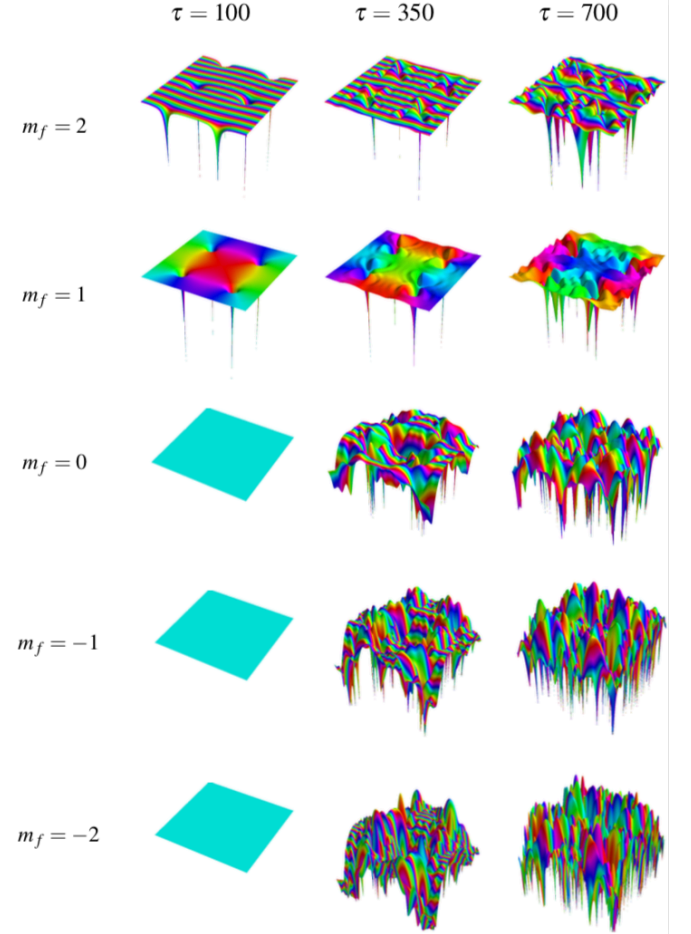 τ = 100 τ = 350 τ = 700
m_f = 2
m_f = 1
m_f = 0
m_f = −1
m_f = −2